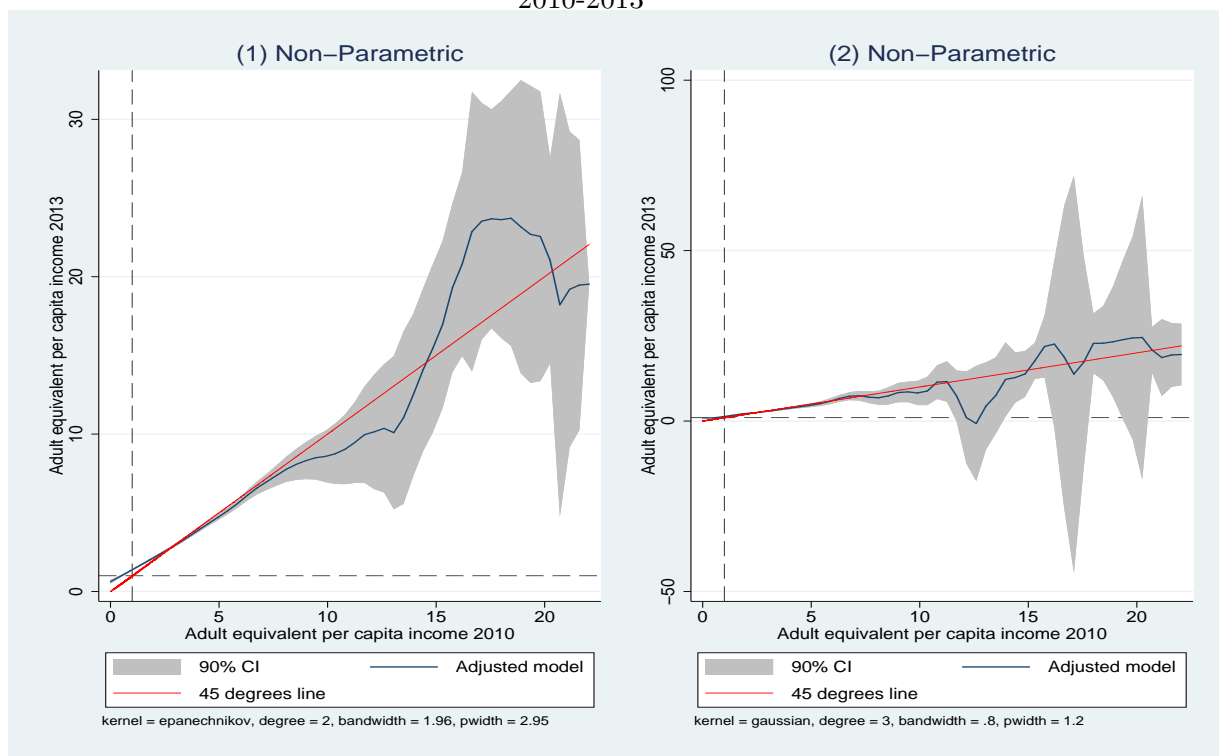 2010-2013
(1) Non−Parametric
Adult equivalent per capita income 2013
30
20
10
0
0 5 10 15 20
Adult equivalent per capita income 2010
90% CI
Adjusted model
45 degrees line
kernel = epanechnikov, degree = 2, bandwidth = 1.96, pwidth = 2.95
(2) Non−Parametric
Adult equivalent per capita income 2013
100
50
0
−50
0 5 10 15 20
Adult equivalent per capita income 2010
90% CI
Adjusted model
45 degrees line
kernel = gaussian, degree = 3, bandwidth = .8, pwidth = 1.2